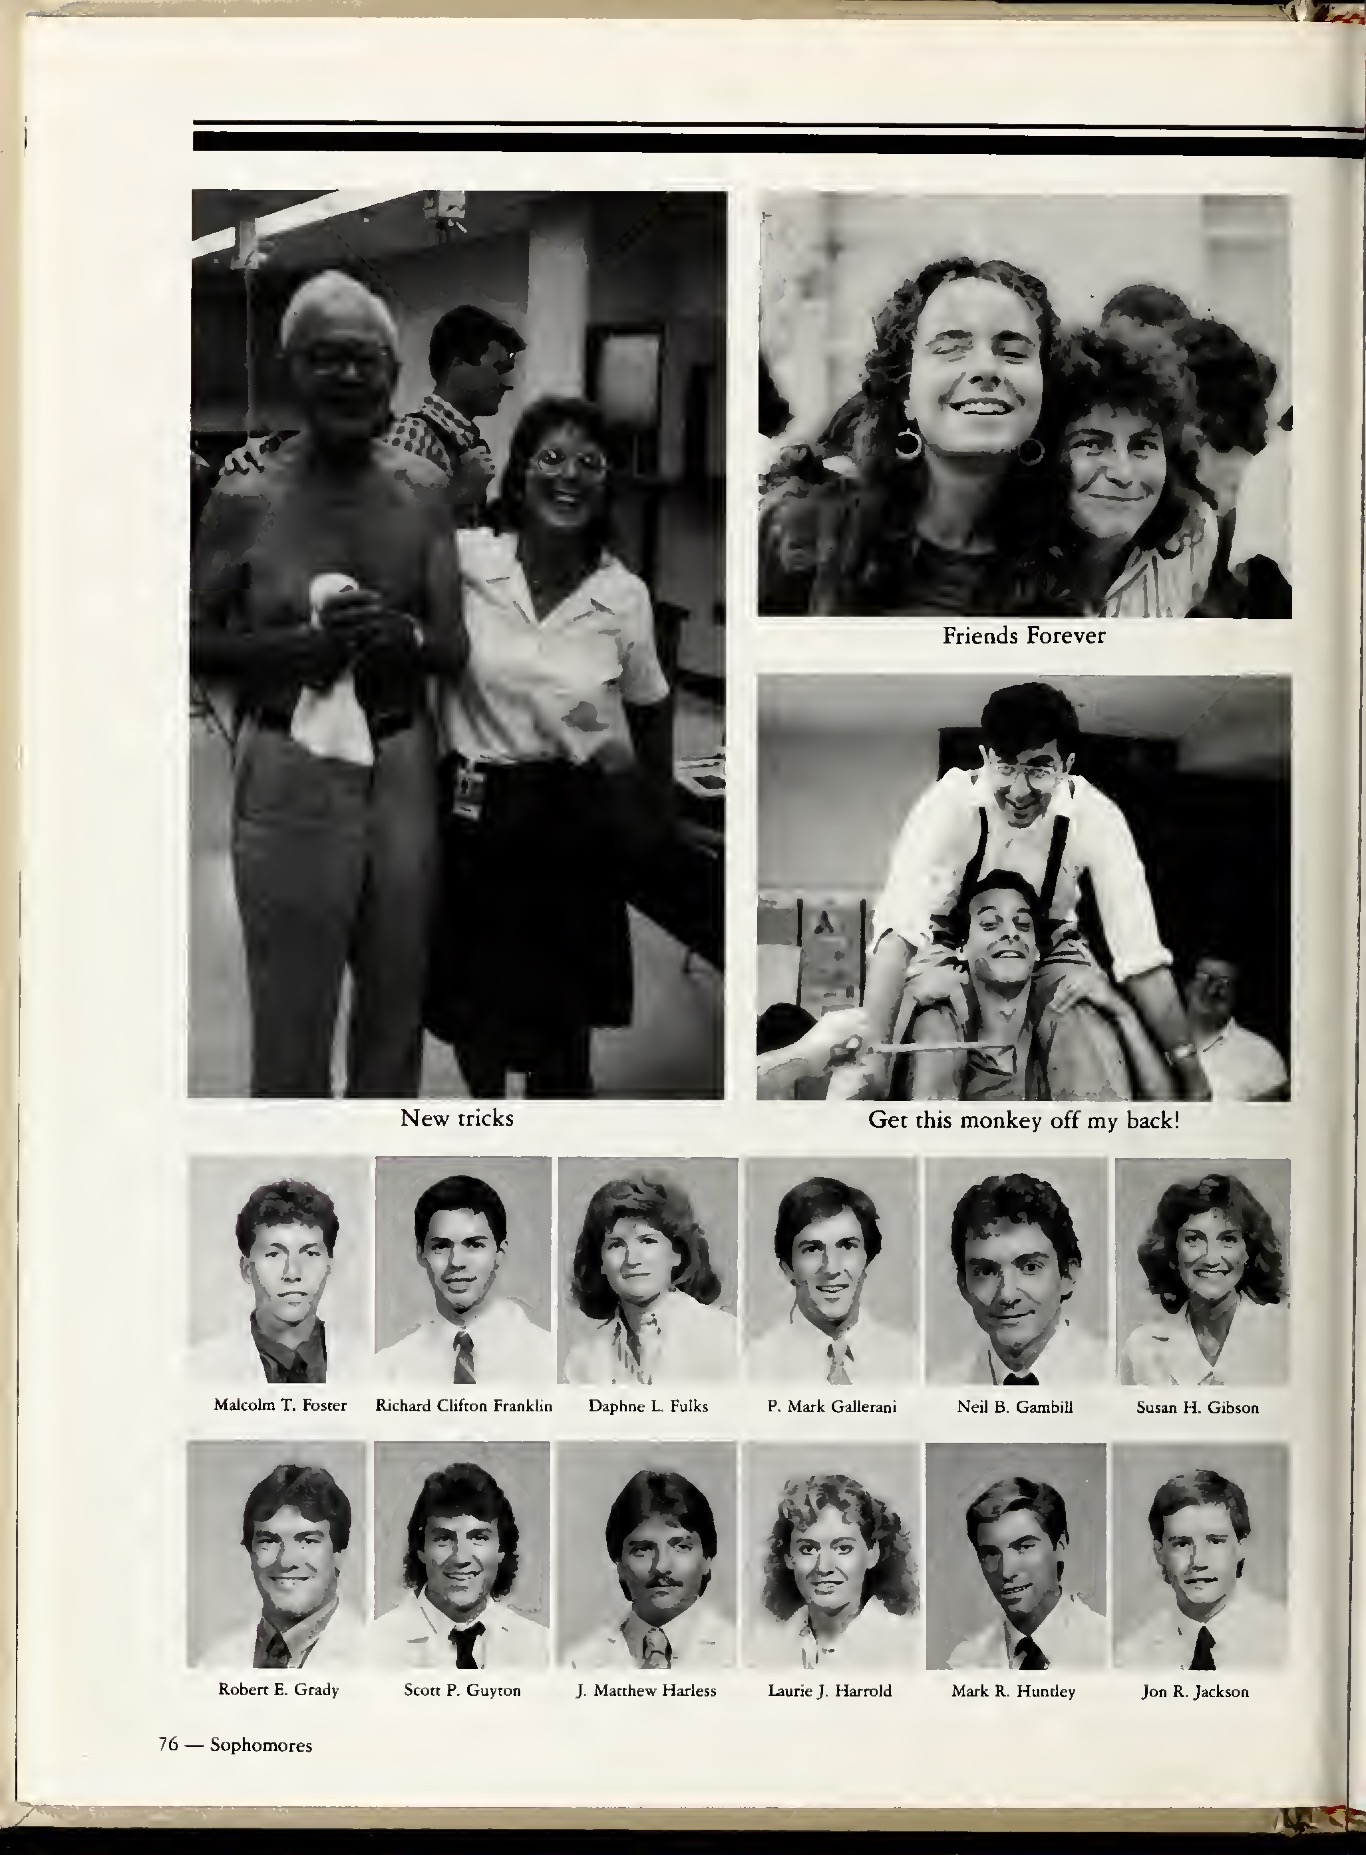 Friends Forever
New tricks
Get this monkey off my back!
Malcolm T. Foster
Richard Clifton Franklin
Daphne L. Fulks
P. Mark Gallerani
Neil B. Gambill
Susan H. Gibson
Robert E. Grady
Scott P. Guyton
J. Matthew Harless
Laurie J. Harrold
Mark R. Huntley
Jon R. Jackson
76 — Sophomores